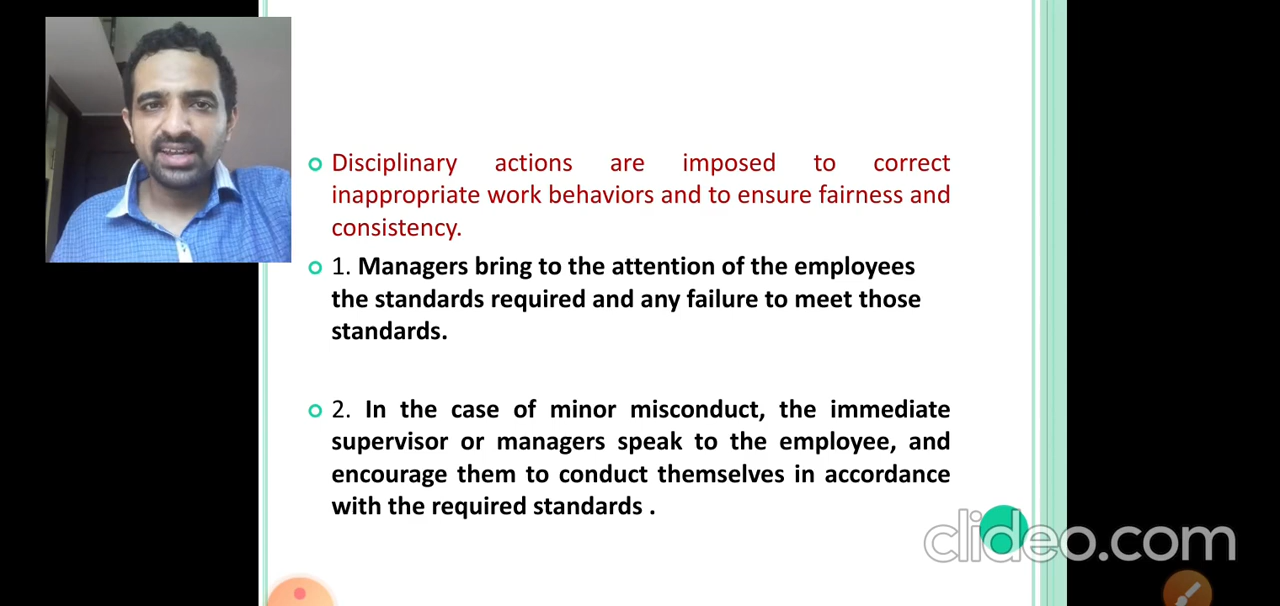 Disciplinary actions are imposed to correct
inappropriate work behaviors and to ensure fairness and
consistency.
1. Managers bring to the attention of the employees
the standards required and any failure to meet those
standards.
2. In the case of minor misconduct, the immediate
supervisor or managers speak to the employee, and
encourage them to conduct themselves in accordance
with the required standards .
clideo.com